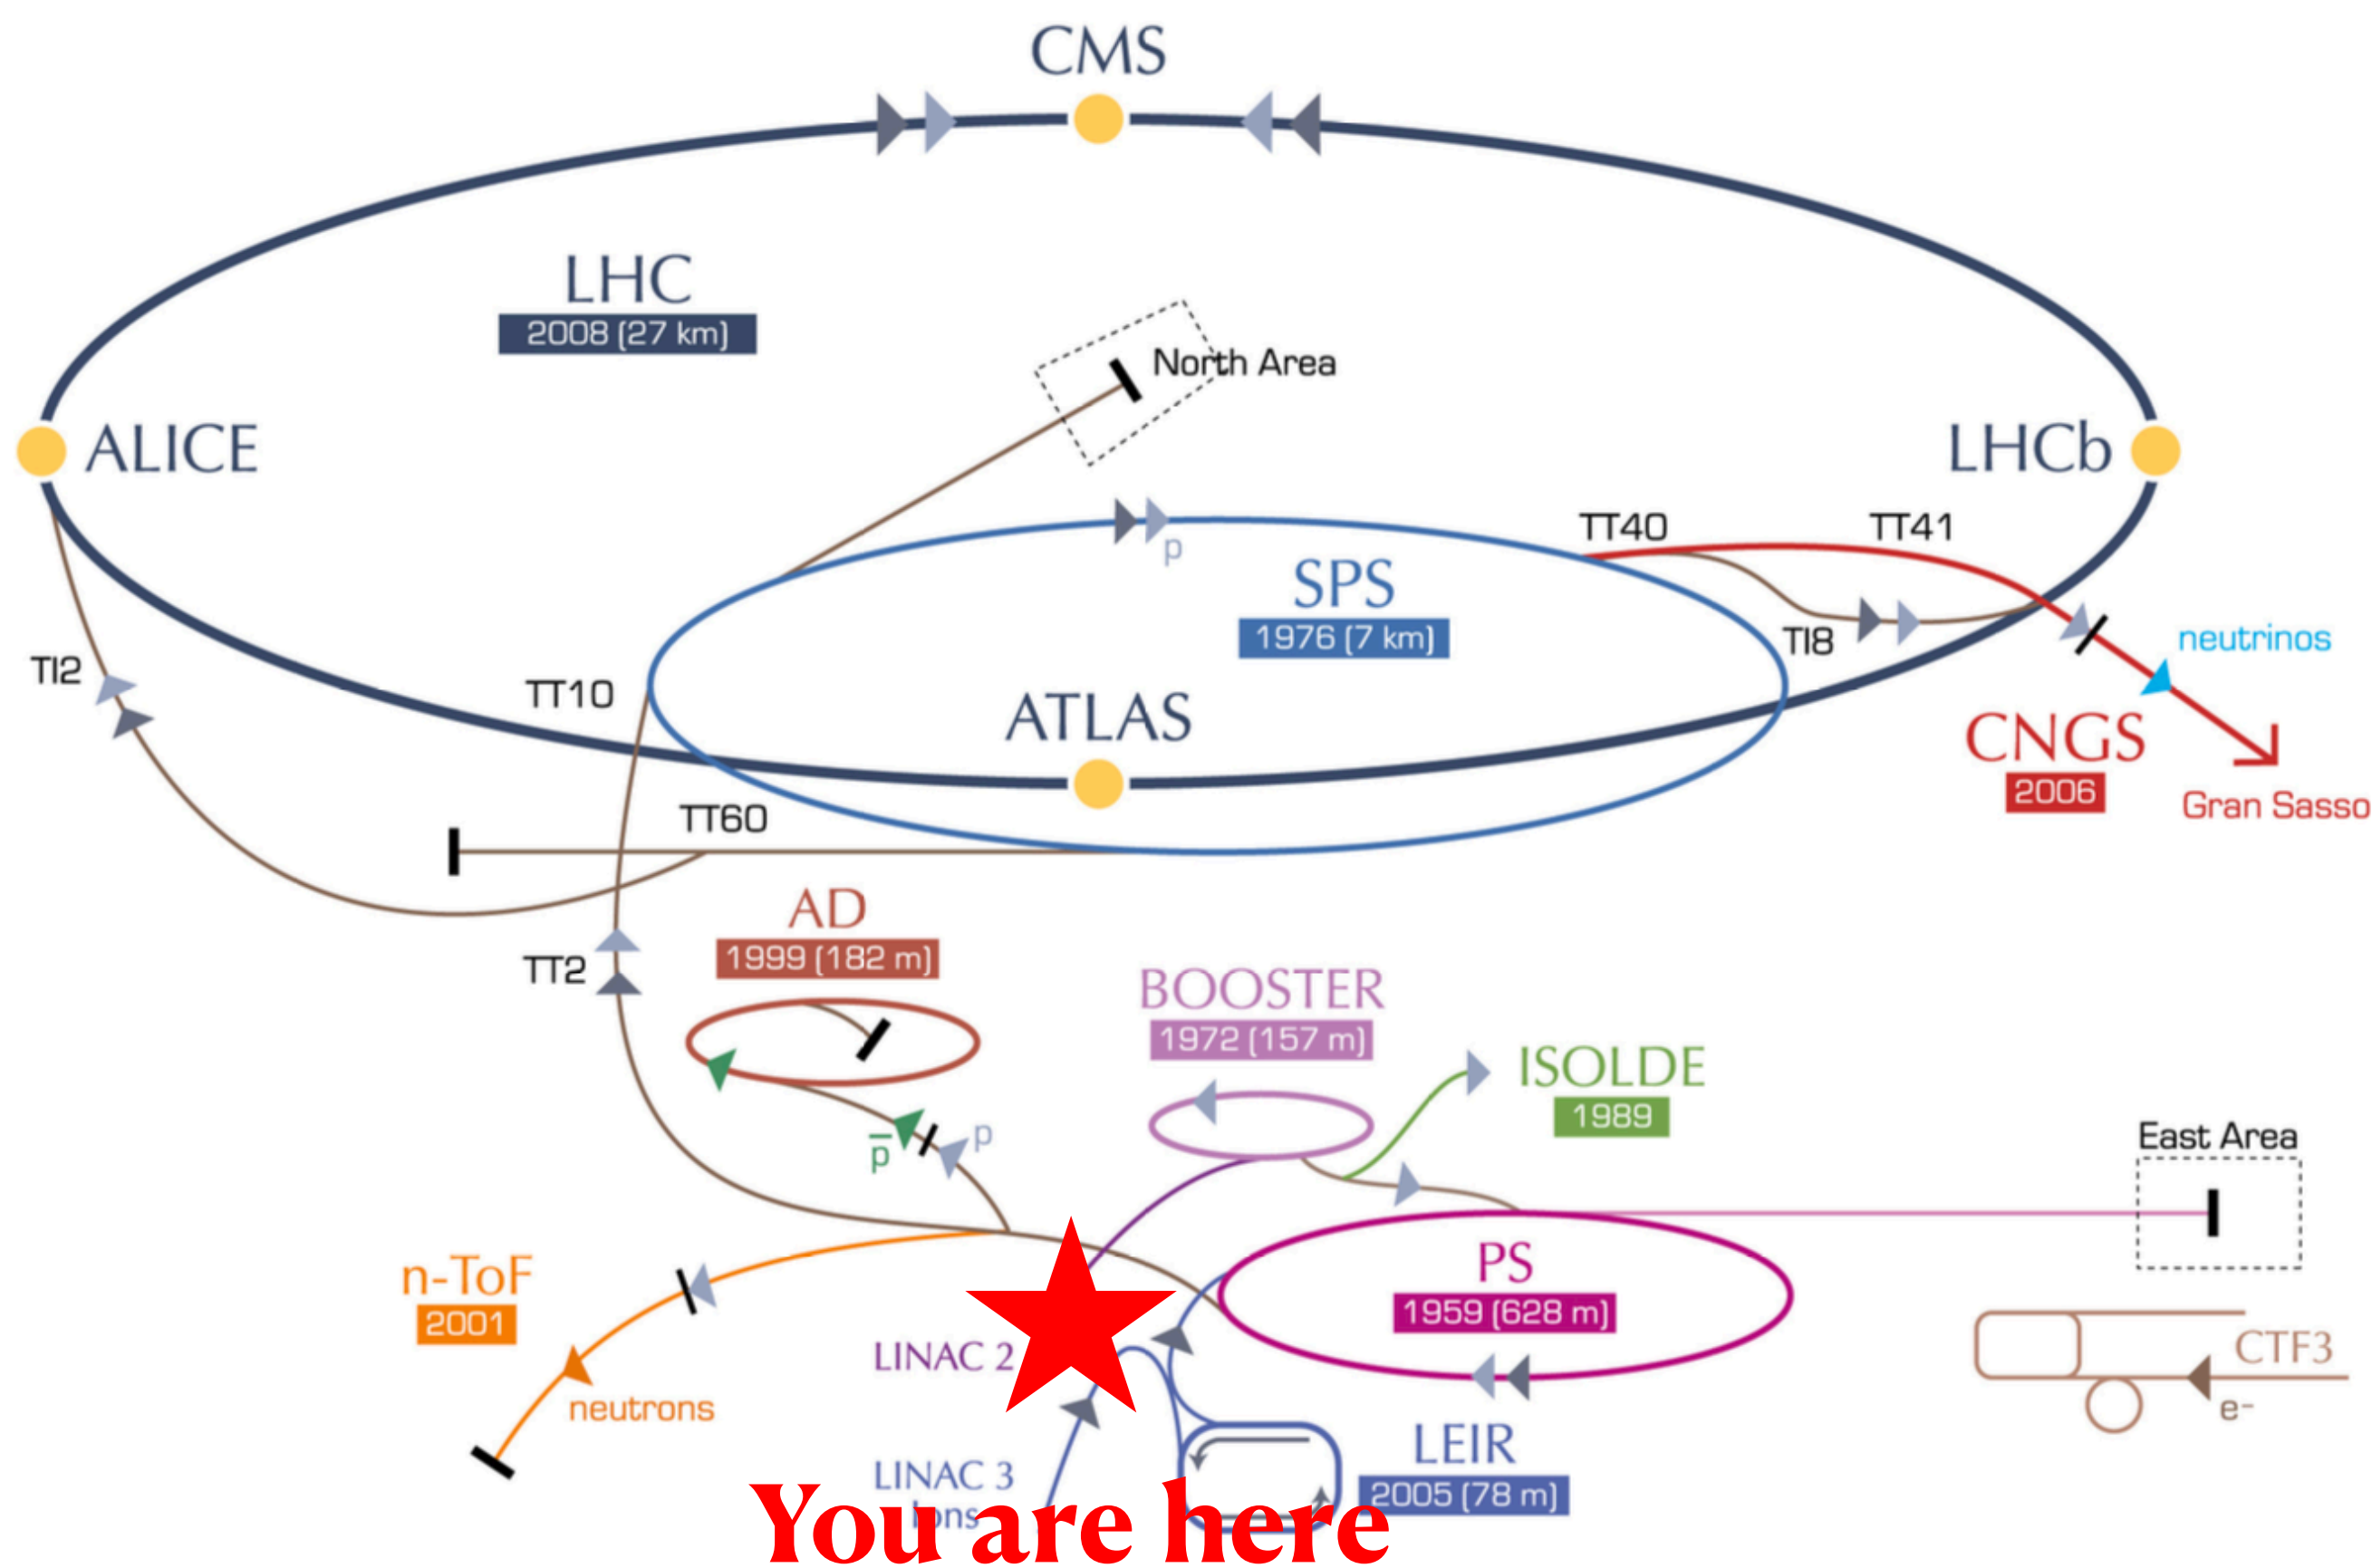 CMS
LHC
2008 (27 km)
North Area
ALICE
LHCb
p
TT40
TT41
SPS
1976 (7 km)
TI8
neutrinos
TI2
TT10
ATLAS
CNGS
2006
Gran Sasso
TT60
AD
1999 (182 m)
TT2
BOOSTER
1972 (157 m)
ISOLDE
1989
East Area
p̅
p
n-ToF
2001
PS
1959 (628 m)
LINAC 2
CTF3
e⁻
neutrons
LEIR
2005 (78 m)
LINAC 3
Ions
You are here